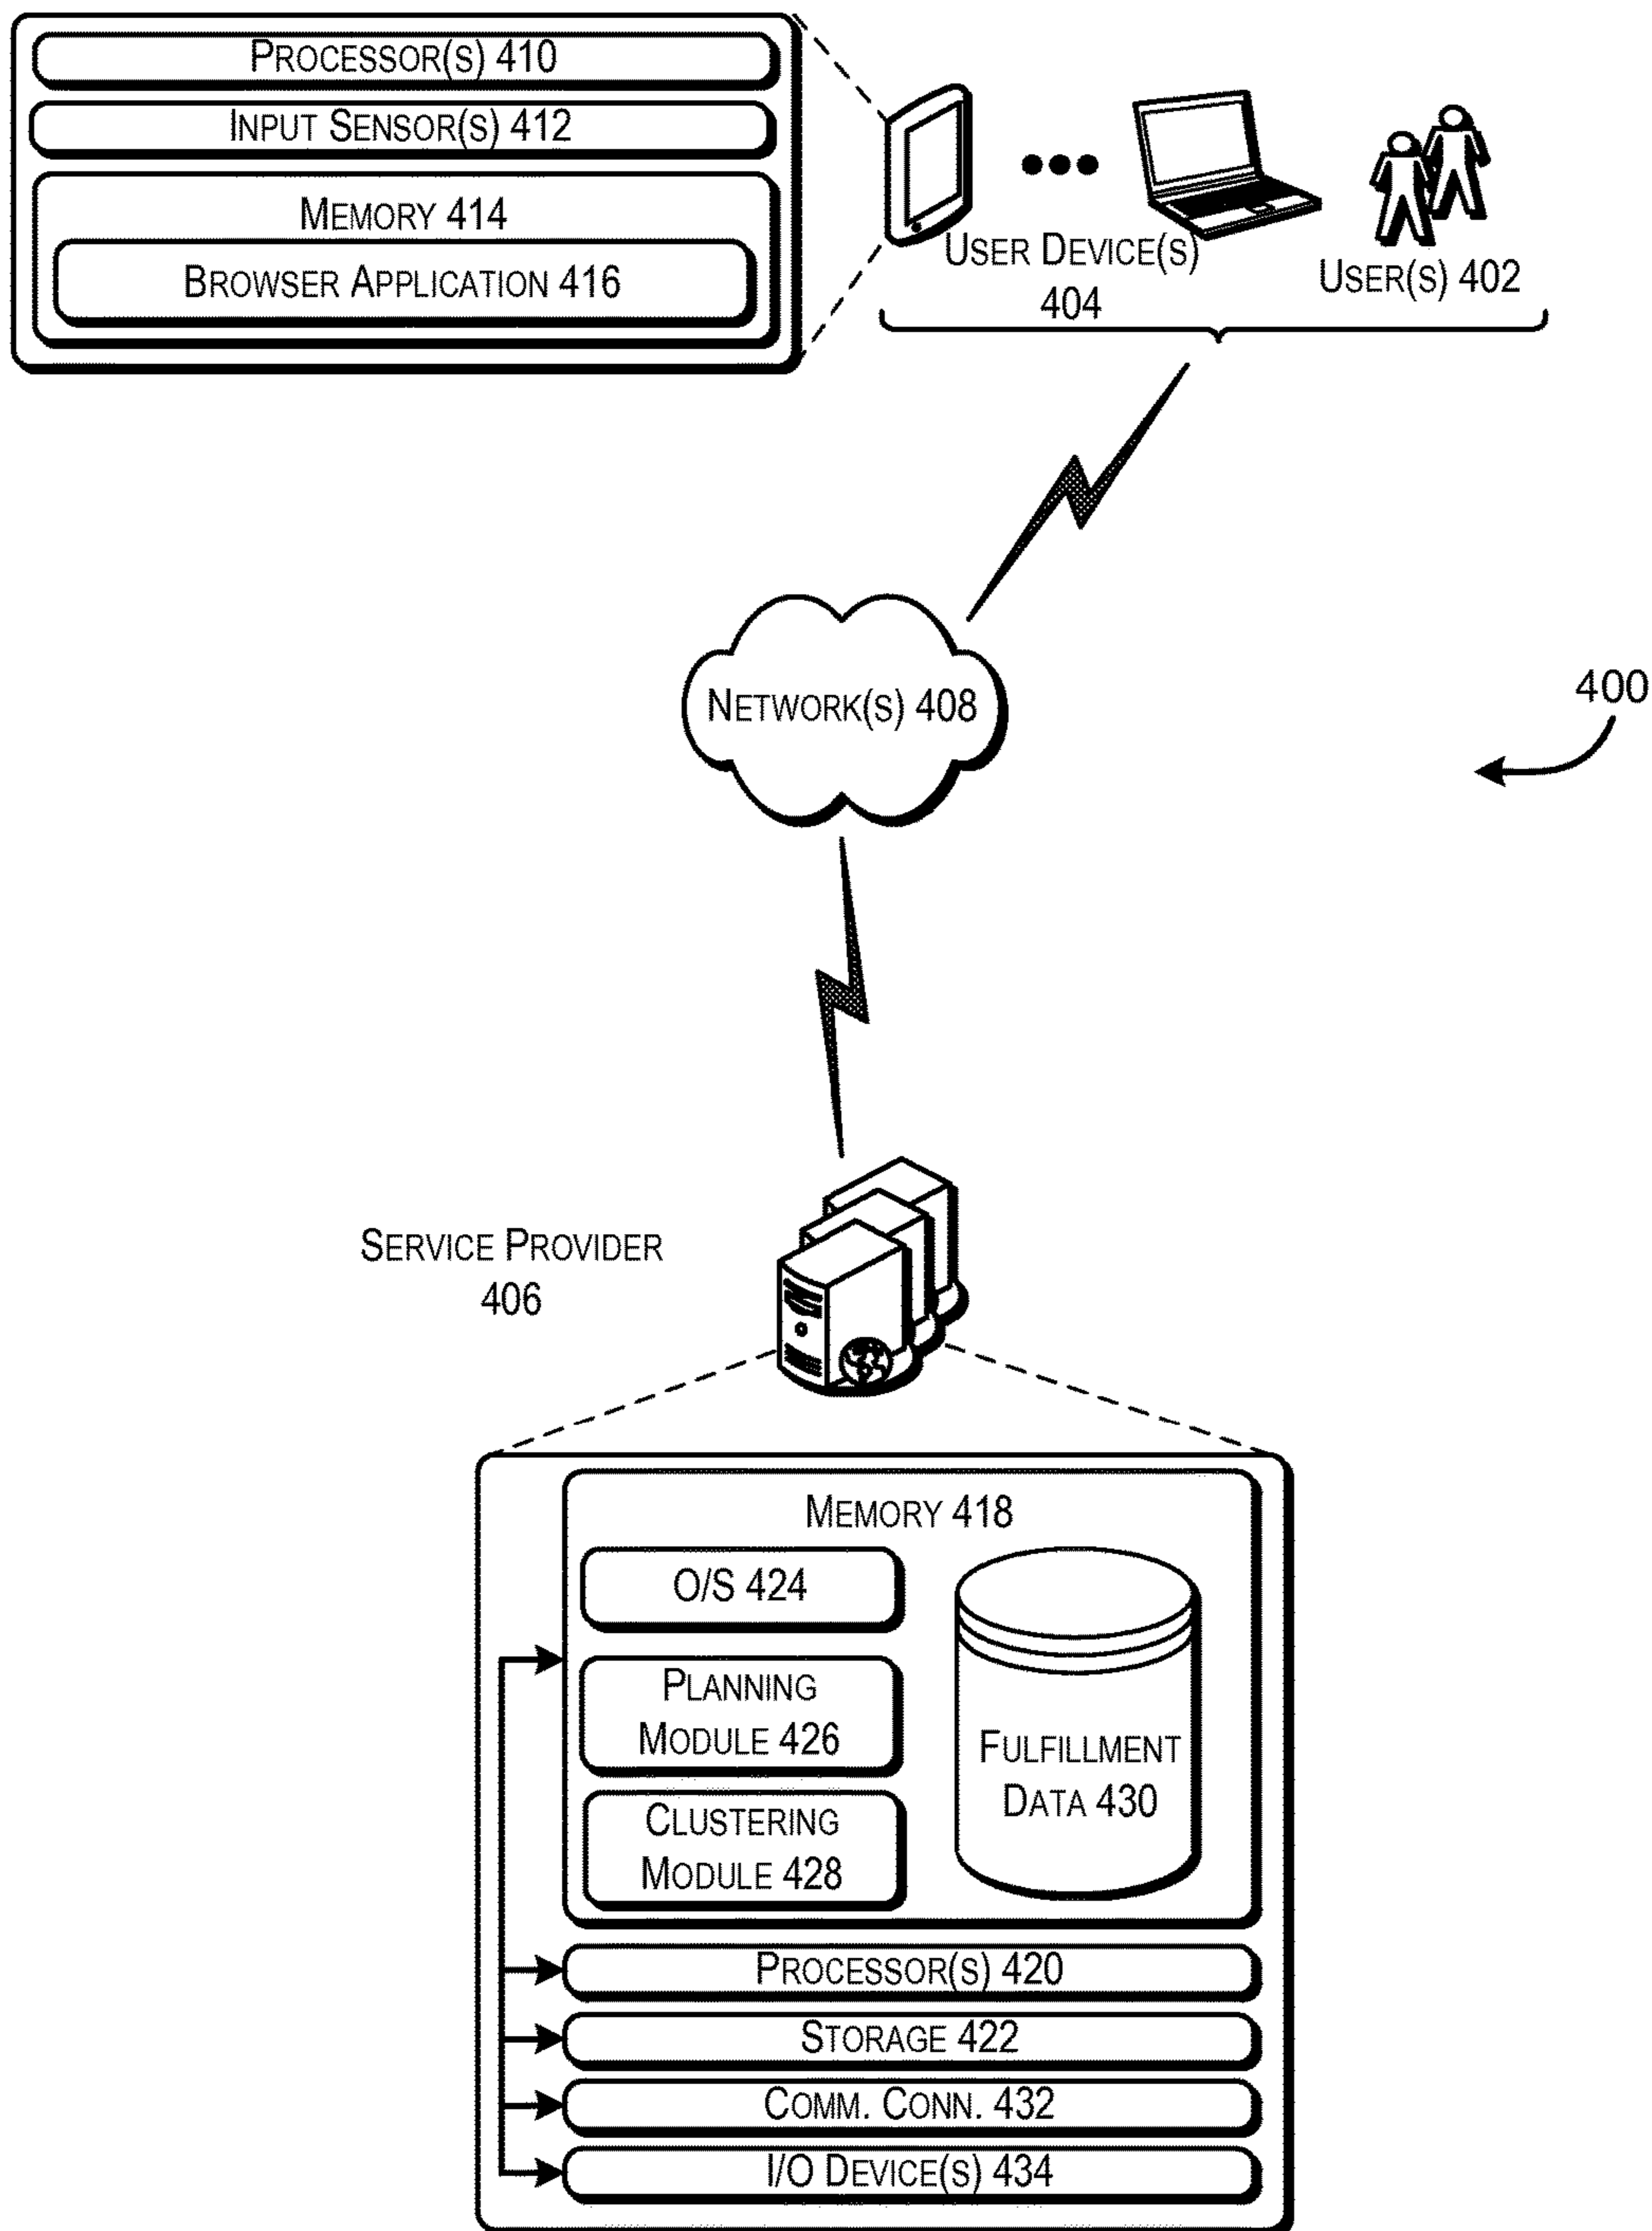 PROCESSOR(S) 410
INPUT SENSOR(S) 412
MEMORY 414
BROWSER APPLICATION 416
USER DEVICE(S)
404
USER(S) 402
NETWORK(S) 408
400
SERVICE PROVIDER
406
MEMORY 418
O/S 424
PLANNING
MODULE 426
CLUSTERING
MODULE 428
FULFILLMENT
DATA 430
PROCESSOR(S) 420
STORAGE 422
COMM. CONN. 432
I/O DEVICE(S) 434